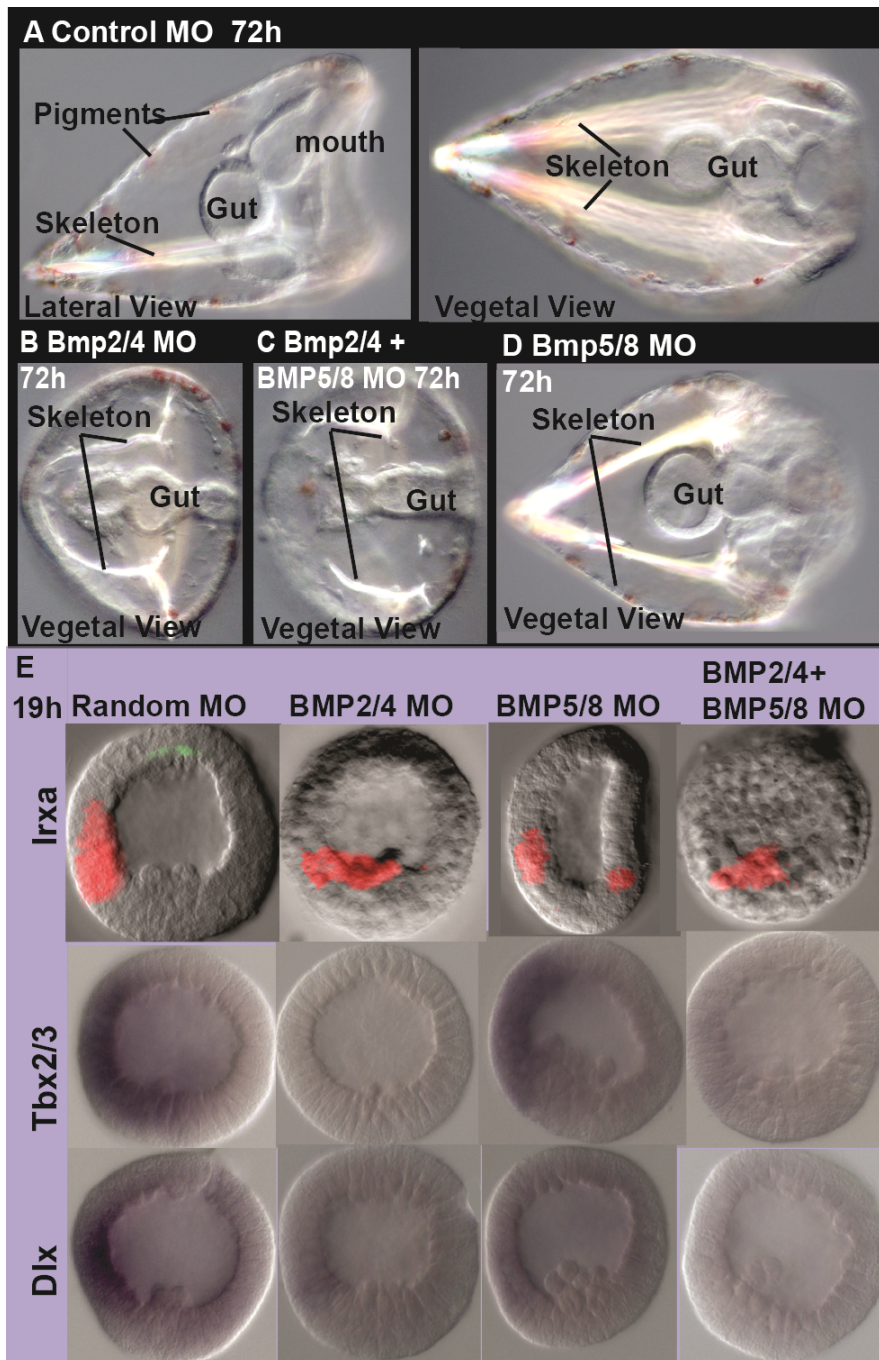 A Control MO 72h
Pigments
mouth
Gut
Skeleton
Lateral View
Skeleton
Gut
Vegetal View
B Bmp2/4 MO
72h
Skeleton
Gut
Vegetal View
C Bmp2/4 +
BMP5/8 MO 72h
Skeleton
Gut
Vegetal View
D Bmp5/8 MO
72h
Skeleton
Gut
Vegetal View
E
19h
Random MO
BMP2/4 MO
BMP5/8 MO
BMP2/4+
BMP5/8 MO
Irxa
Tbx2/3
Dlx